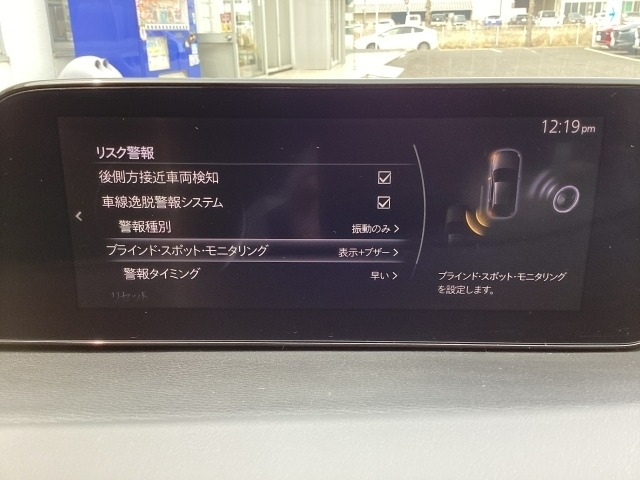 12:19pm
リスク警報
後側方接近車両検知
車線逸脱警報システム
警報種別 振動のみ
ブラインド・スポット・モニタリング 表示+ブザー
警報タイミング 早い
リセット
ブラインド・スポット・モニタリング
を設定します。